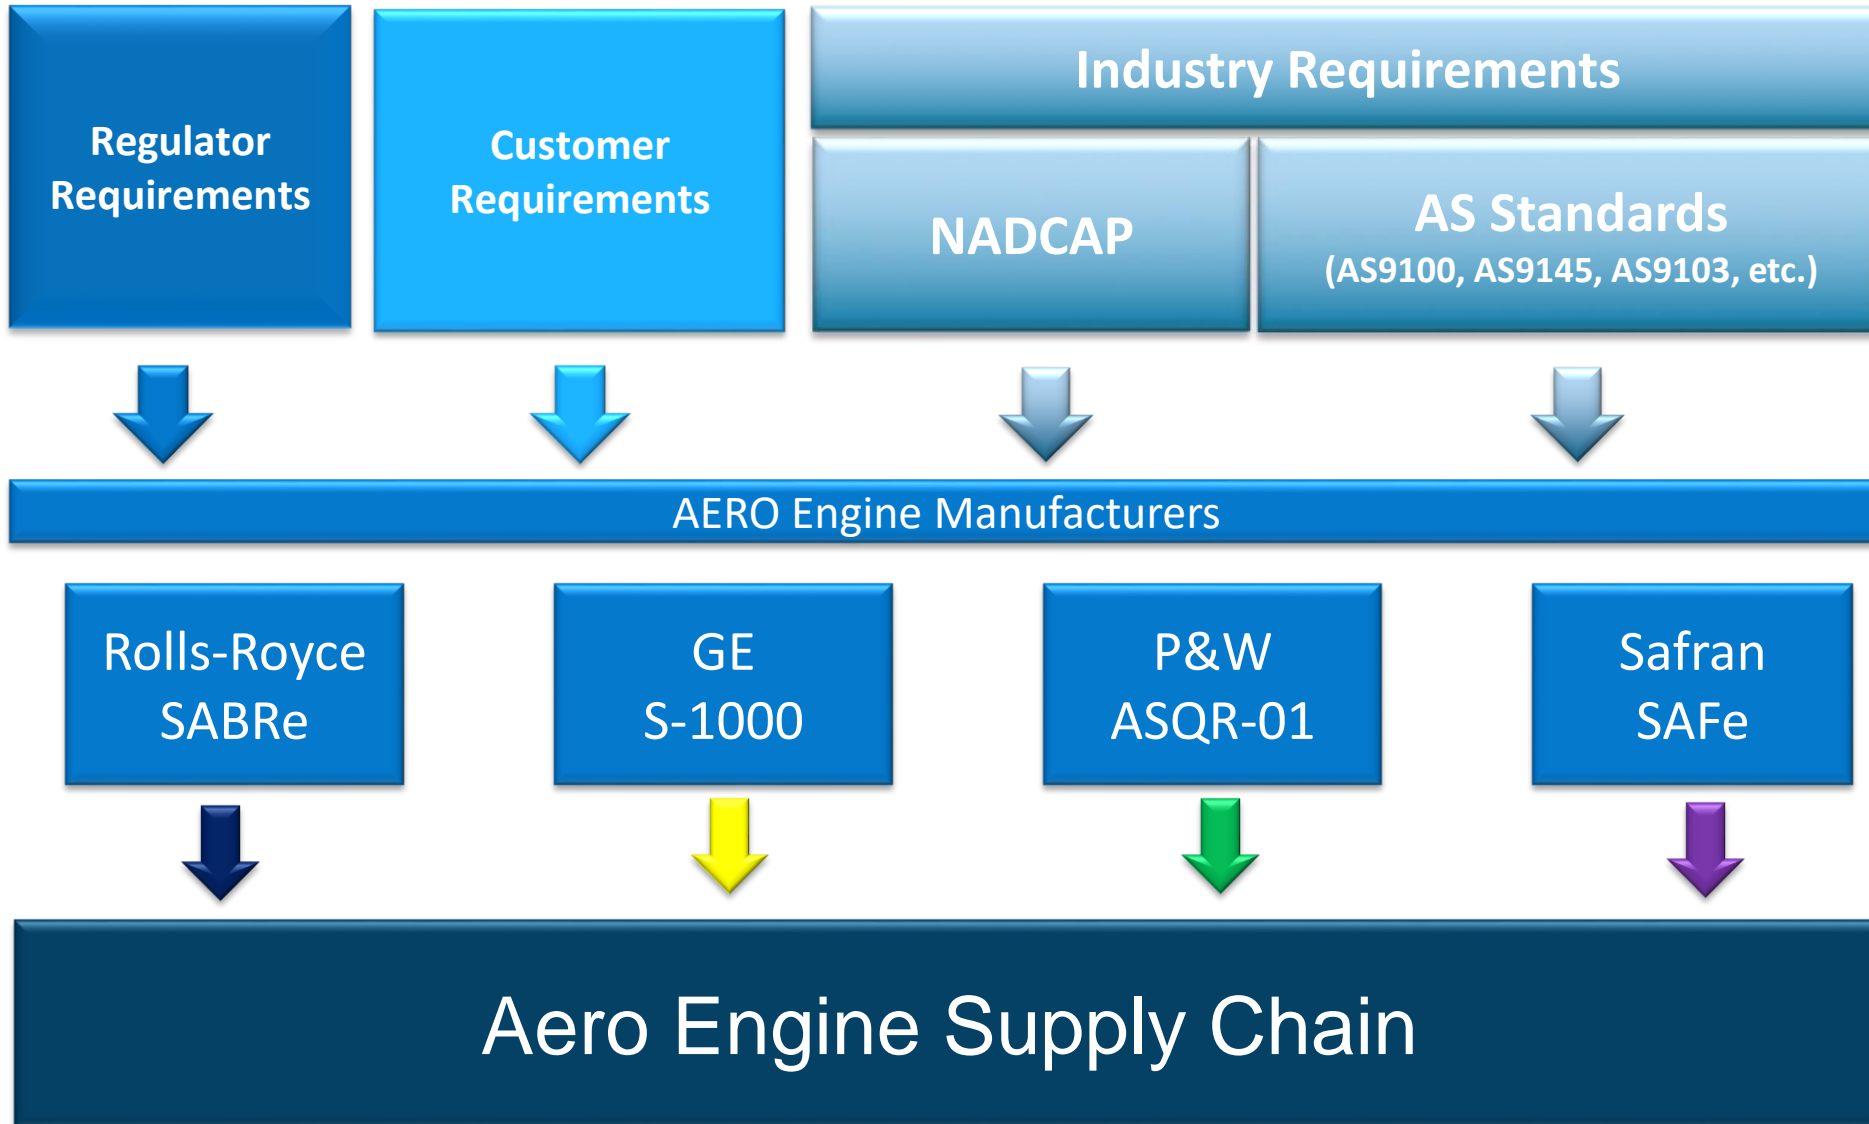 Regulator
Requirements
Customer
Requirements
Industry Requirements
NADCAP
AS Standards
(AS9100, AS9145, AS9103, etc.)
AERO Engine Manufacturers
Rolls-Royce
SABRe
GE
S-1000
P&W
ASQR-01
Safran
SAFe
Aero Engine Supply Chain